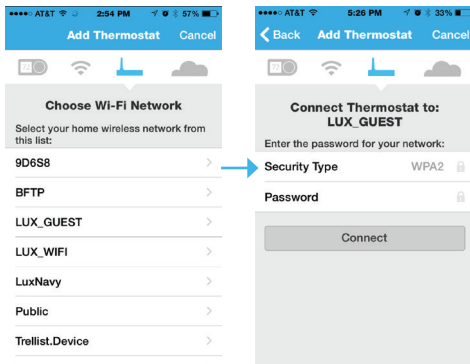 AT&T 2:54 PM 57%
Add Thermostat Cancel
72
Choose Wi-Fi Network
Select your home wireless network from
this list:
9D6S8
BFTP
LUX_GUEST
LUX_WIFI
LuxNavy
Public
Trellist.Device
AT&T 5:26 PM 33%
Back Add Thermostat Cancel
72
Connect Thermostat to:
LUX_GUEST
Enter the password for your network:
Security Type WPA2
Password
Connect